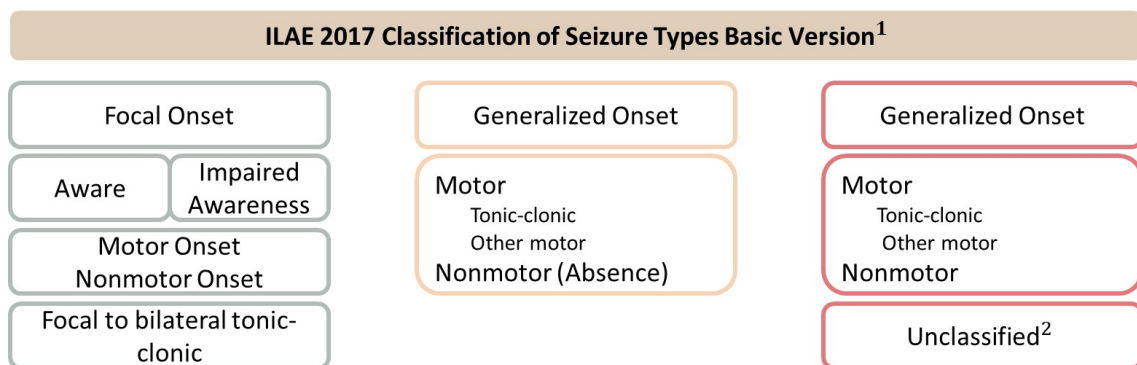 ILAE 2017 Classification of Seizure Types Basic Version¹
Focal Onset
Aware
Impaired
Awareness
Motor Onset
Nonmotor Onset
Focal to bilateral tonic-
clonic
Generalized Onset
Motor
Tonic-clonic
Other motor
Nonmotor (Absence)
Generalized Onset
Motor
Tonic-clonic
Other motor
Nonmotor
Unclassified²